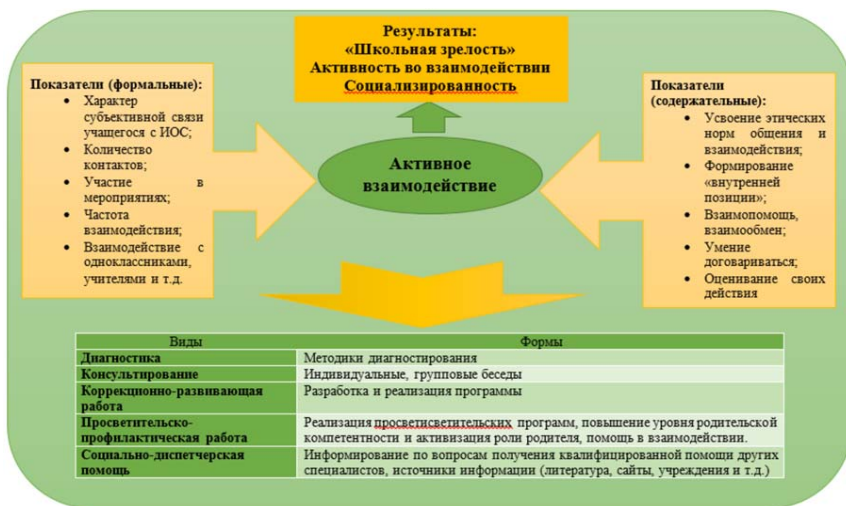 Результаты:
«Школьная зрелость»
Активность во взаимодействии
Социализированность
Показатели (формальные):
• Характер
субъективной связи
учащегося с ИОС;
• Количество
контактов;
• Участие в
мероприятиях;
• Частота
взаимодействия;
• Взаимодействие с
одноклассниками,
учителями и т.д.
Активное
взаимодействие
Показатели
(содержательные):
• Усвоение этических
норм общения и
взаимодействия;
• Формирование
«внутренней
позиции»;
• Взаимопомощь,
взаимообмен;
• Умение
договариваться;
• Оценивание своих
действия
Виды Формы
Диагностика Методики диагностирования
Консультирование Индивидуальные, групповые беседы
Коррекционно-развивающая Разработка и реализация программы
работа
Просветительско- Реализация просветисветительских программ, повышение уровня родительской
профилактическая работа компетентности и активизация роли родителя, помощь в взаимодействии.
Социально-диспетчерская Информирование по вопросам получения квалифицированной помощи других
помощь специалистов, источники информации (литература, сайты, учреждения и т.д.)